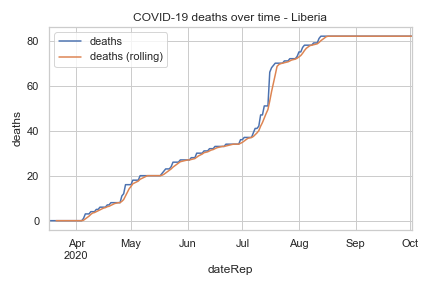 COVID-19 deaths over time - Liberia
deaths
deaths (rolling)
80
60
40
20
0
deaths
Apr
2020
May
Jun
Jul
Aug
Sep
Oct
dateRep